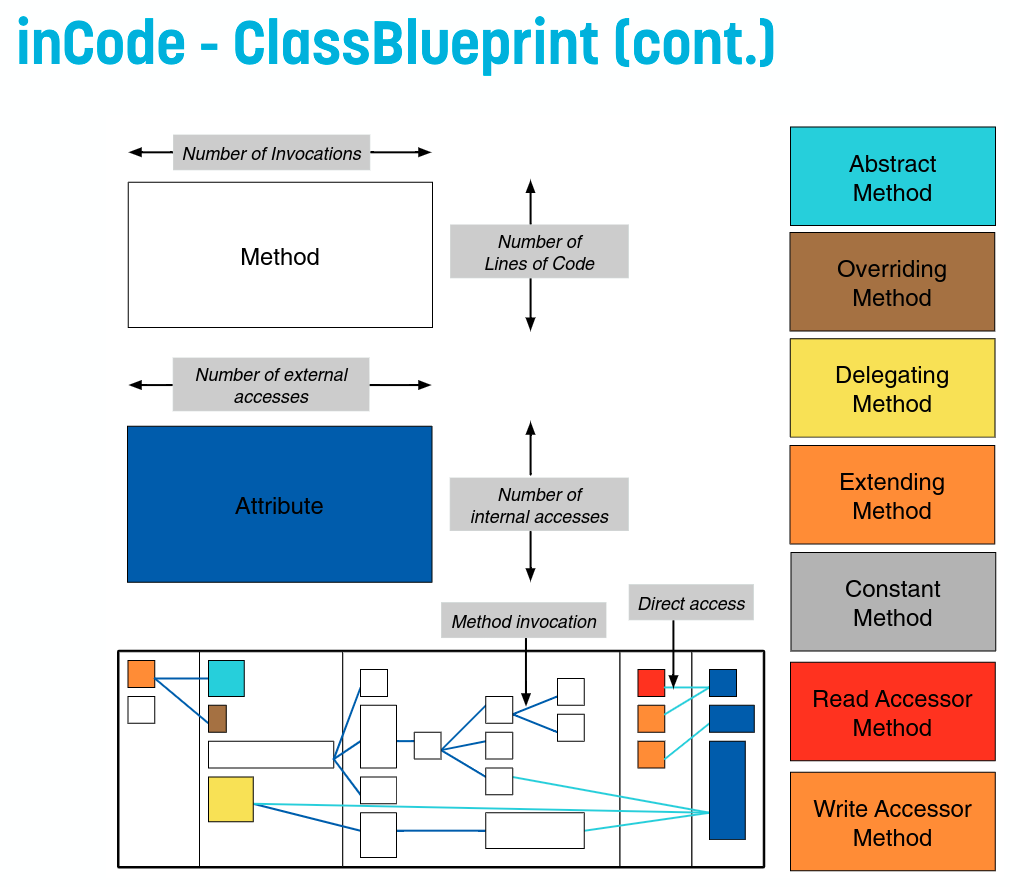 inCode - ClassBlueprint (cont.)
Number of Invocations
Method
Number of
Lines of Code
Number of external
accesses
Attribute
Number of
internal accesses
Method invocation
Direct access
Abstract
Method
Overriding
Method
Delegating
Method
Extending
Method
Constant
Method
Read Accessor
Method
Write Accessor
Method